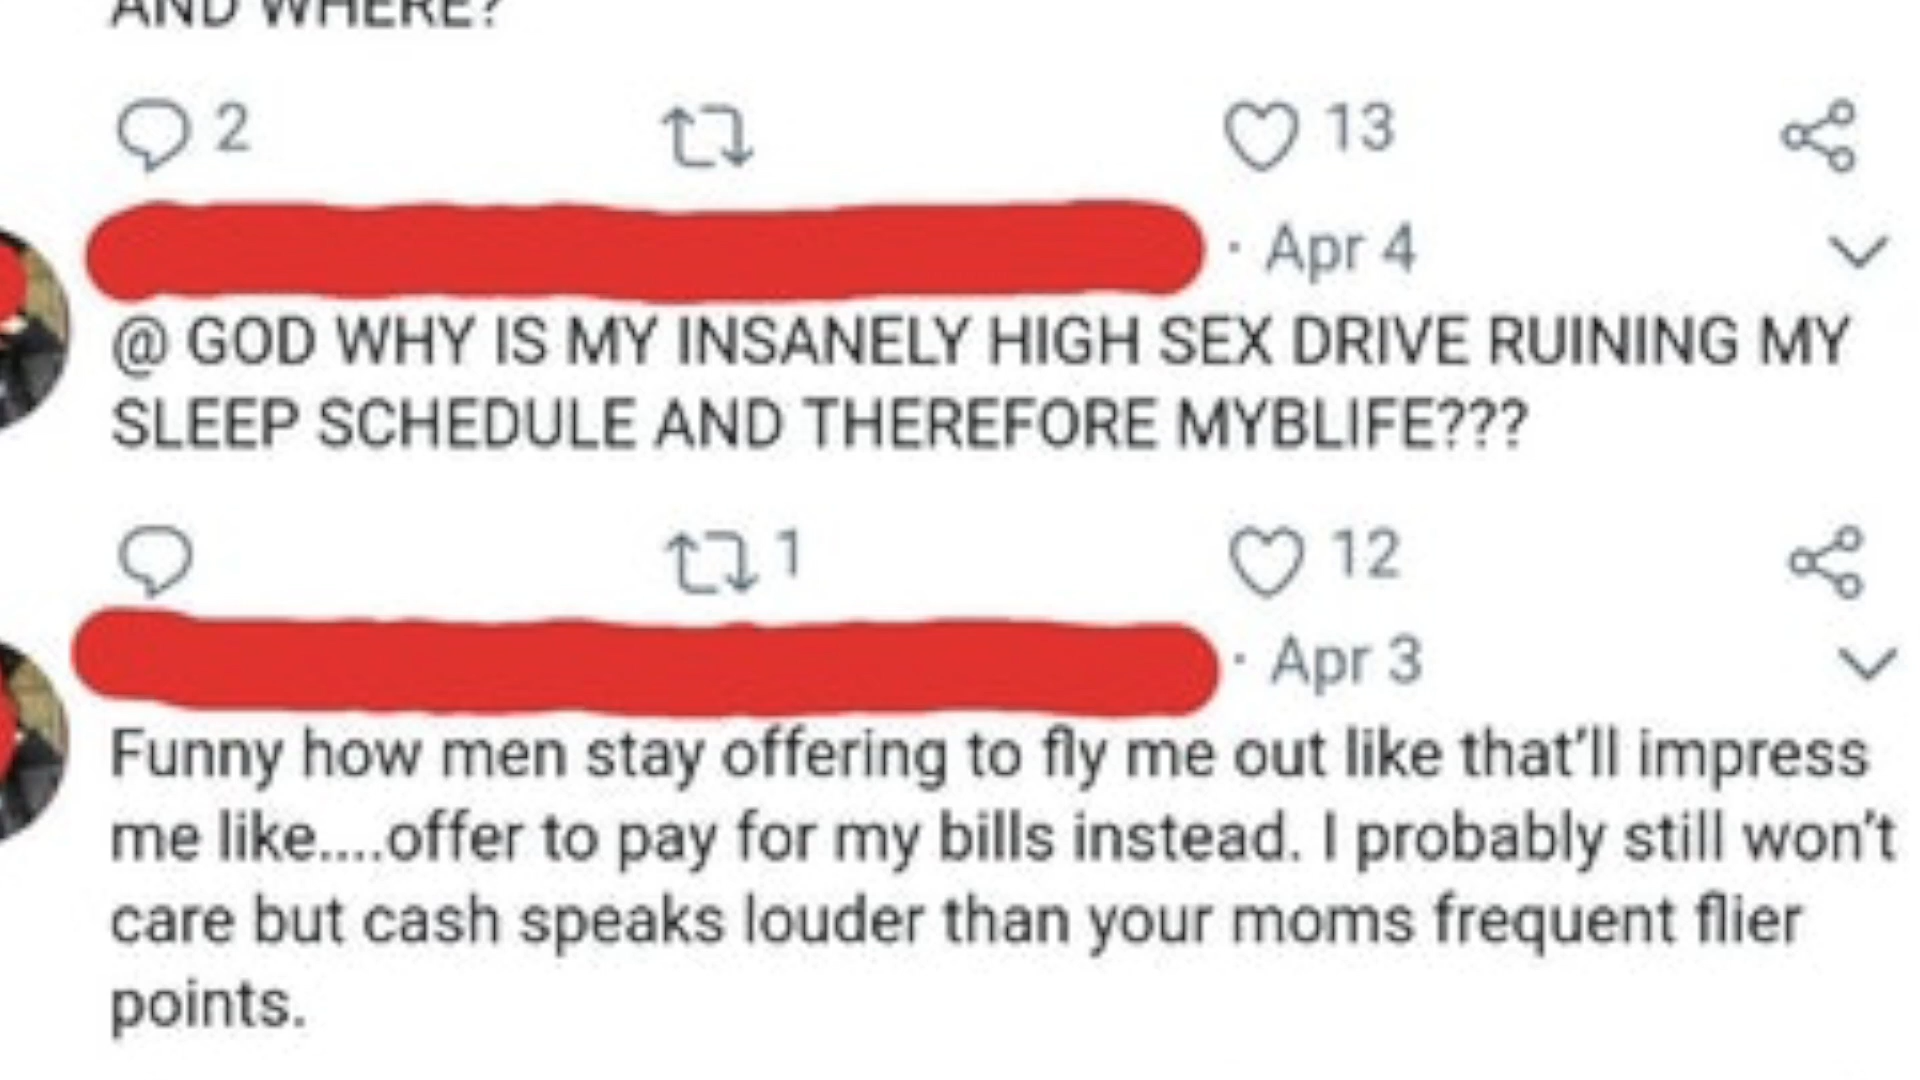 AND WHERE?
2 13
· Apr 4
@ GOD WHY IS MY INSANELY HIGH SEX DRIVE RUINING MY
SLEEP SCHEDULE AND THEREFORE MYBLIFE???
1 12
· Apr 3
Funny how men stay offering to fly me out like that’ll impress
me like....offer to pay for my bills instead. I probably still won’t
care but cash speaks louder than your moms frequent flier
points.